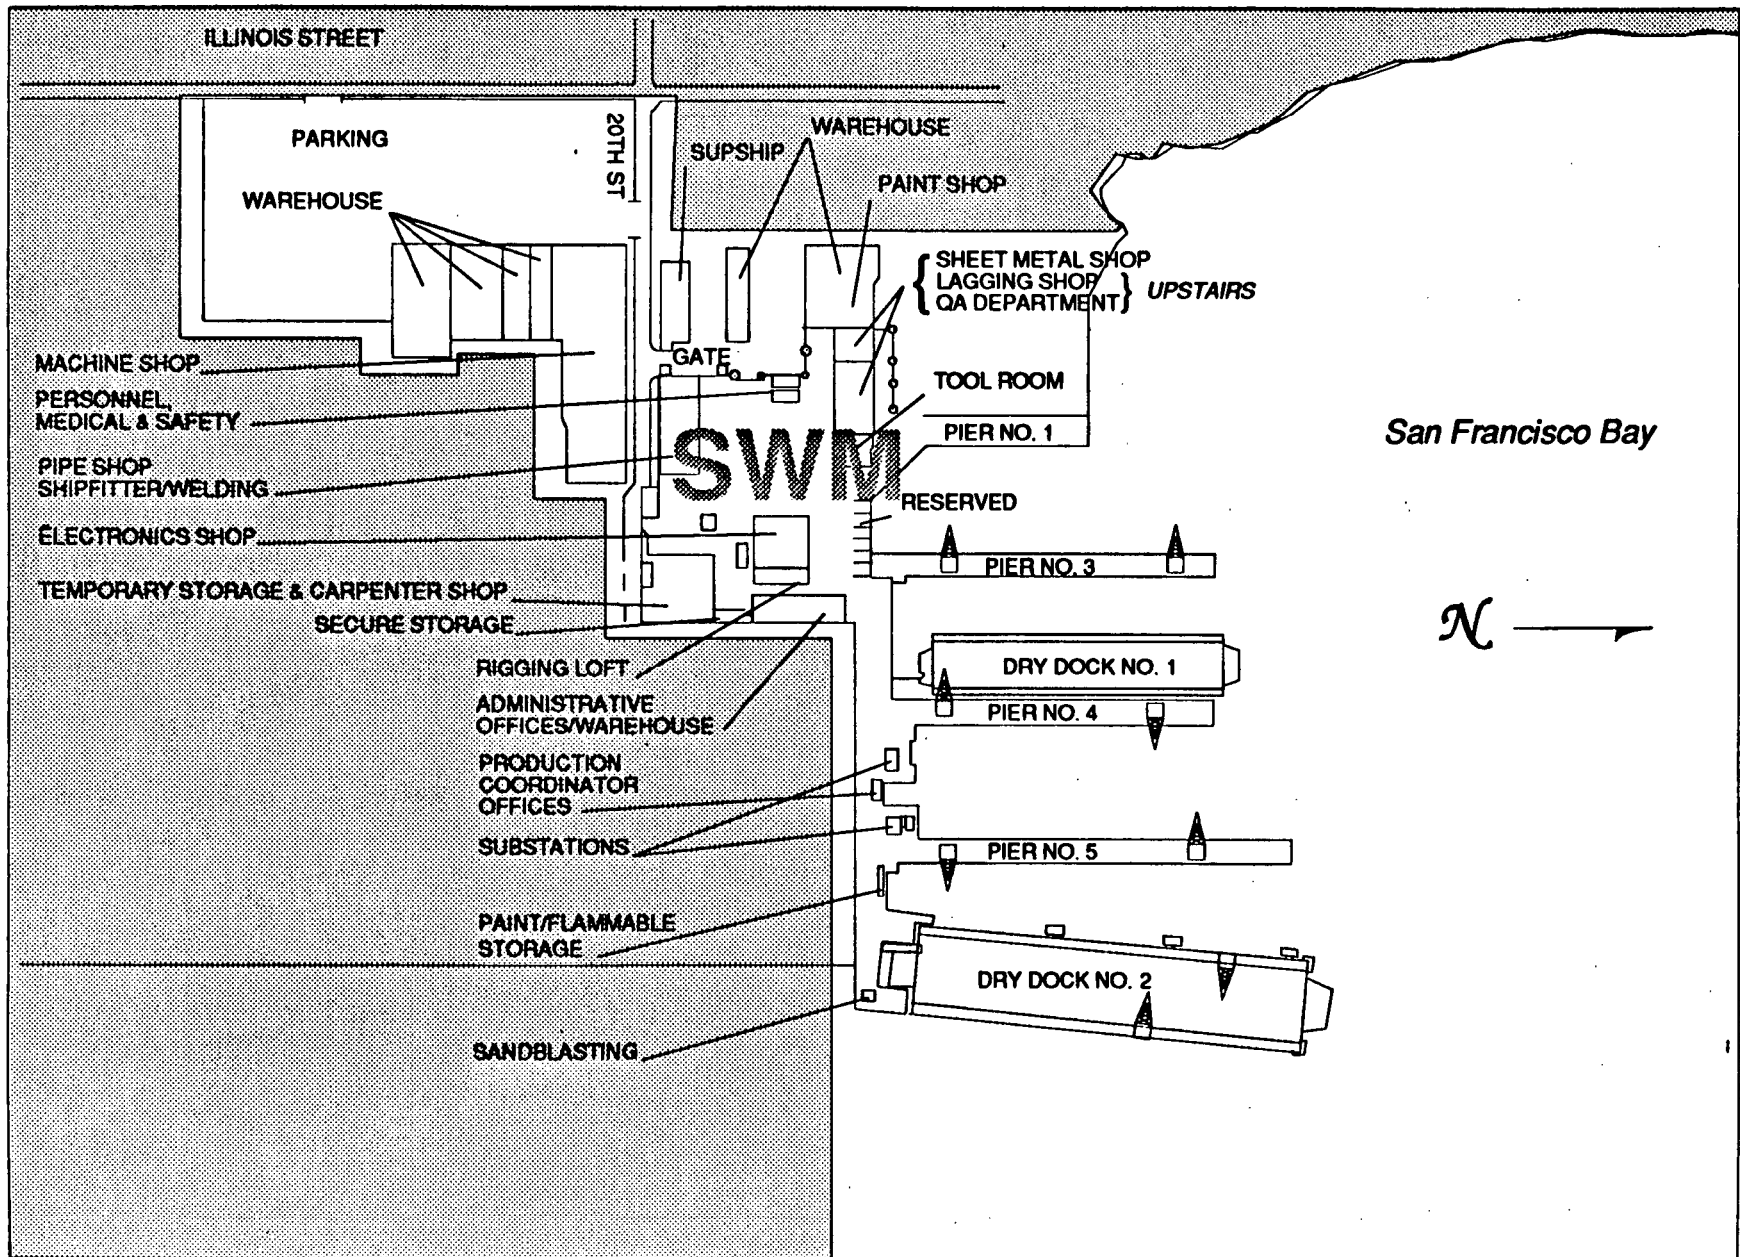 ILLINOIS STREET
20TH ST
PARKING
WAREHOUSE
SUPSHIP
WAREHOUSE
PAINT SHOP
SHEET METAL SHOP
LAGGING SHOP
QA DEPARTMENT
UPSTAIRS
GATE
MACHINE SHOP
PERSONNEL,
MEDICAL & SAFETY
TOOL ROOM
PIER NO. 1
San Francisco Bay
SWM
PIPE SHOP
SHIPFITTER/WELDING
RESERVED
ELECTRONICS SHOP
PIER NO. 3
TEMPORARY STORAGE & CARPENTER SHOP
SECURE STORAGE
N
RIGGING LOFT
DRY DOCK NO. 1
ADMINISTRATIVE
OFFICES/WAREHOUSE
PIER NO. 4
PRODUCTION
COORDINATOR
OFFICES
SUBSTATIONS
PIER NO. 5
PAINT/FLAMMABLE
STORAGE
DRY DOCK NO. 2
SANDBLASTING